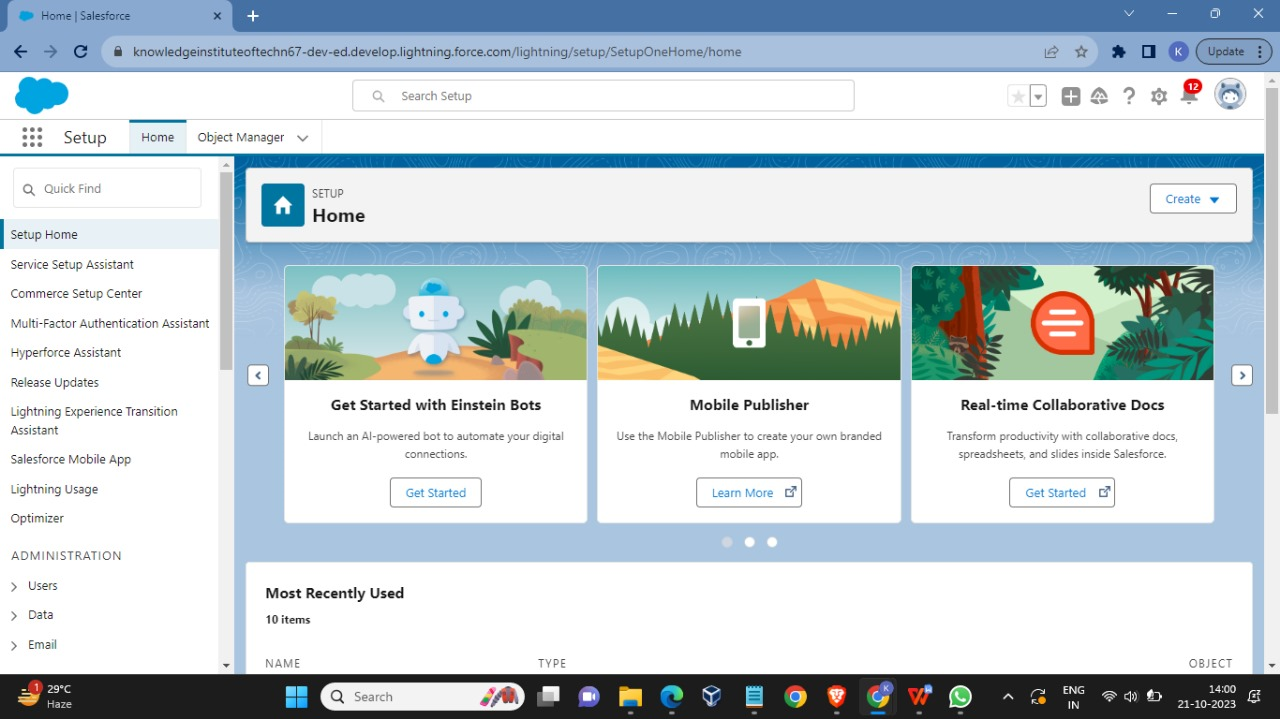 Home | Salesforce
knowledgeinstituteoftechn67-dev-ed.develop.lightning.force.com/lightning/setup/SetupOneHome/home
K
Update
Search Setup
12
Setup
Home
Object Manager
Quick Find
Setup Home
Service Setup Assistant
Commerce Setup Center
Multi-Factor Authentication Assistant
Hyperforce Assistant
Release Updates
Lightning Experience Transition
Assistant
Salesforce Mobile App
Lightning Usage
Optimizer
ADMINISTRATION
Users
Data
Email
SETUP
Home
Create
Get Started with Einstein Bots
Launch an AI-powered bot to automate your digital
connections.
Get Started
Mobile Publisher
Use the Mobile Publisher to create your own branded
mobile app.
Learn More
Real-time Collaborative Docs
Transform productivity with collaborative docs,
spreadsheets, and slides inside Salesforce.
Get Started
Most Recently Used
10 items
NAME
TYPE
OBJECT
1
29°C
Haze
Search
K
ENG
IN
14:00
21-10-2023